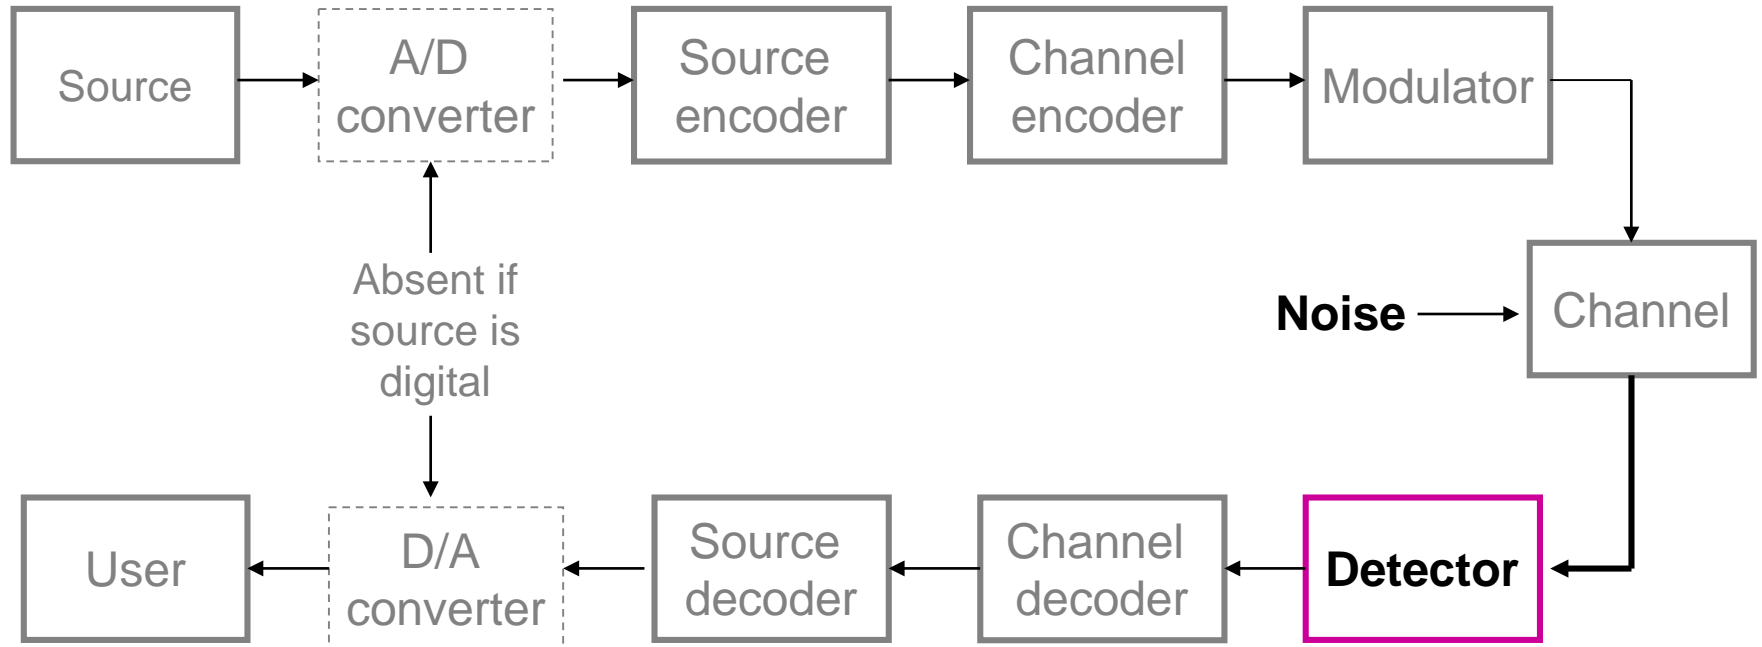 Source
A/D
converter
Source
encoder
Channel
encoder
Modulator
Absent if
source is
digital
Noise
Channel
User
D/A
converter
Source
decoder
Channel
decoder
Detector